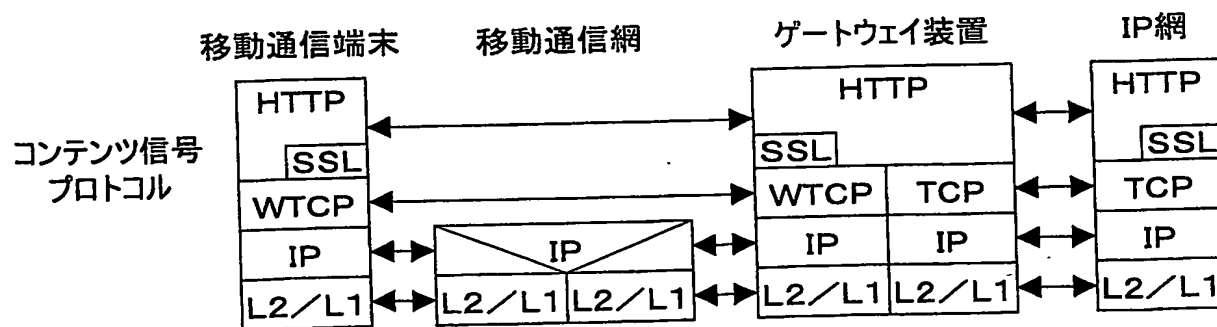 移動通信端末 移動通信網 ゲートウェイ装置 IP網
コンテンツ信号
プロトコル
HTTP HTTP HTTP
SSL SSL SSL
WTCP WTCP TCP TCP
IP IP IP IP IP
L2/L1 L2/L1 L2/L1 L2/L1 L2/L1 L2/L1